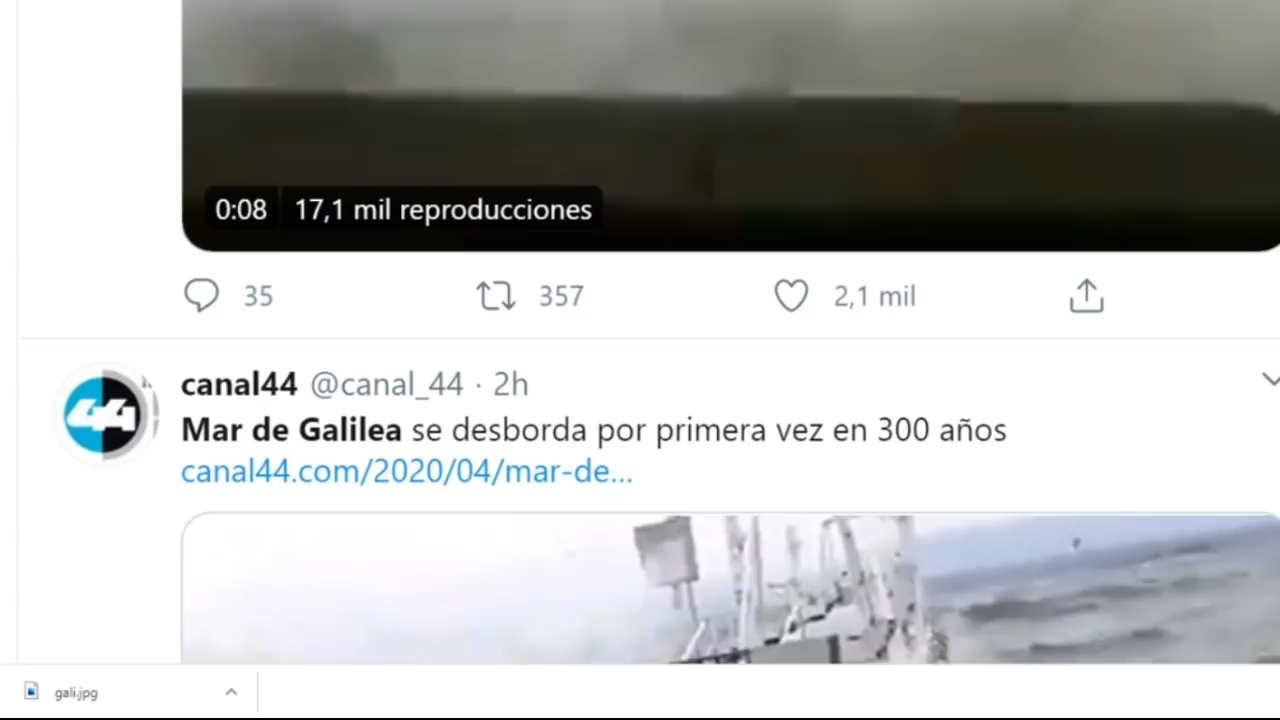 0:08 17,1 mil reproducciones
35 357 2,1 mil
44
canal44 @canal_44 · 2h
Mar de Galilea se desborda por primera vez en 300 años
canal44.com/2020/04/mar-de...
gali.jpg